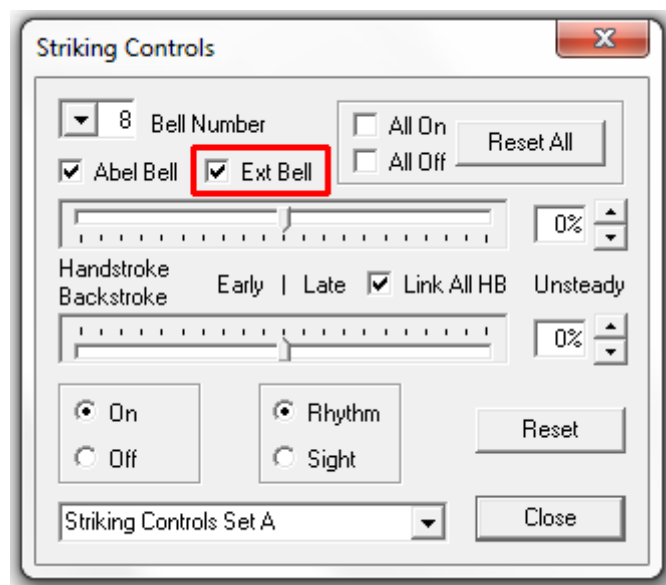 Striking Controls
8 Bell Number
All On
All Off
Reset All
Abel Bell
Ext Bell
0%
Handstroke
Backstroke
Early | Late
Link All HB
Unsteady
0%
On
Off
Rhythm
Sight
Reset
Striking Controls Set A
Close